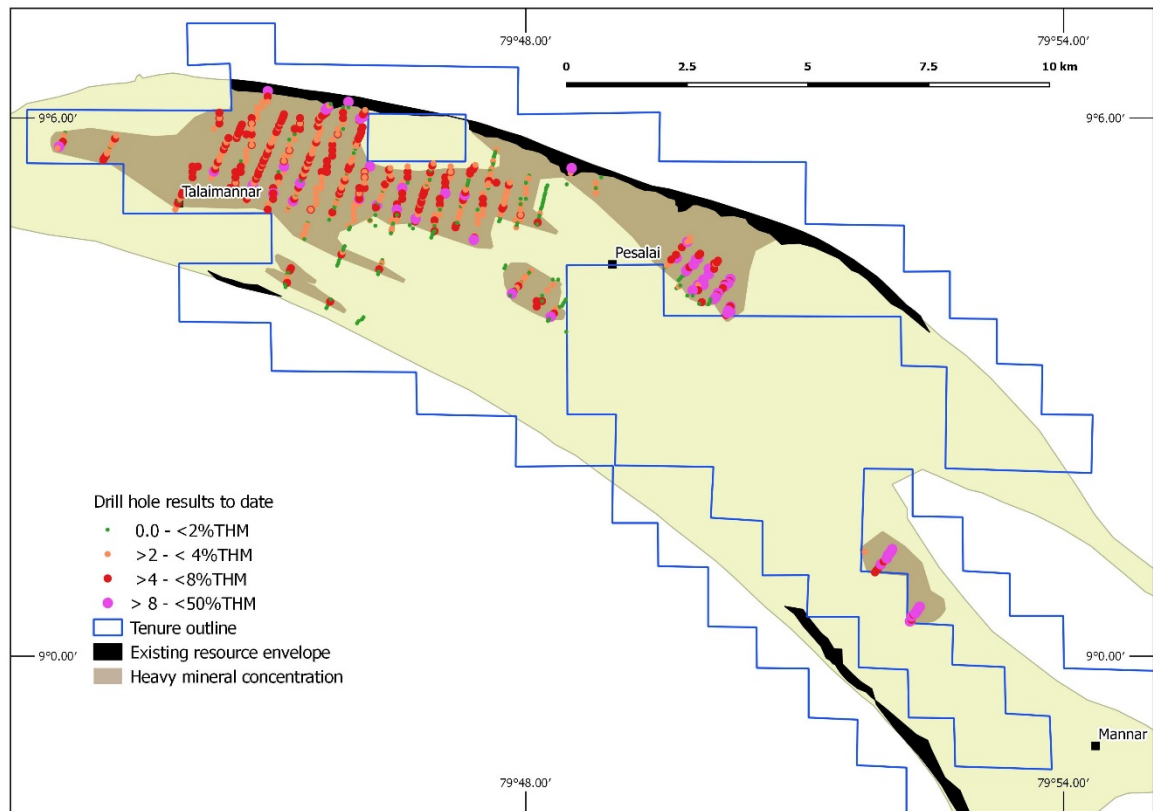 79°48.00′
79°54.00′
0
2.5
5
7.5
10 km
9°6.00′
9°6.00′
Talaimannar
Pesalai
Drill hole results to date
0.0 - <2%THM
>2 - < 4%THM
>4 - <8%THM
> 8 - <50%THM
Tenure outline
Existing resource envelope
Heavy mineral concentration
9°0.00′
9°0.00′
Mannar
79°48.00′
79°54.00′